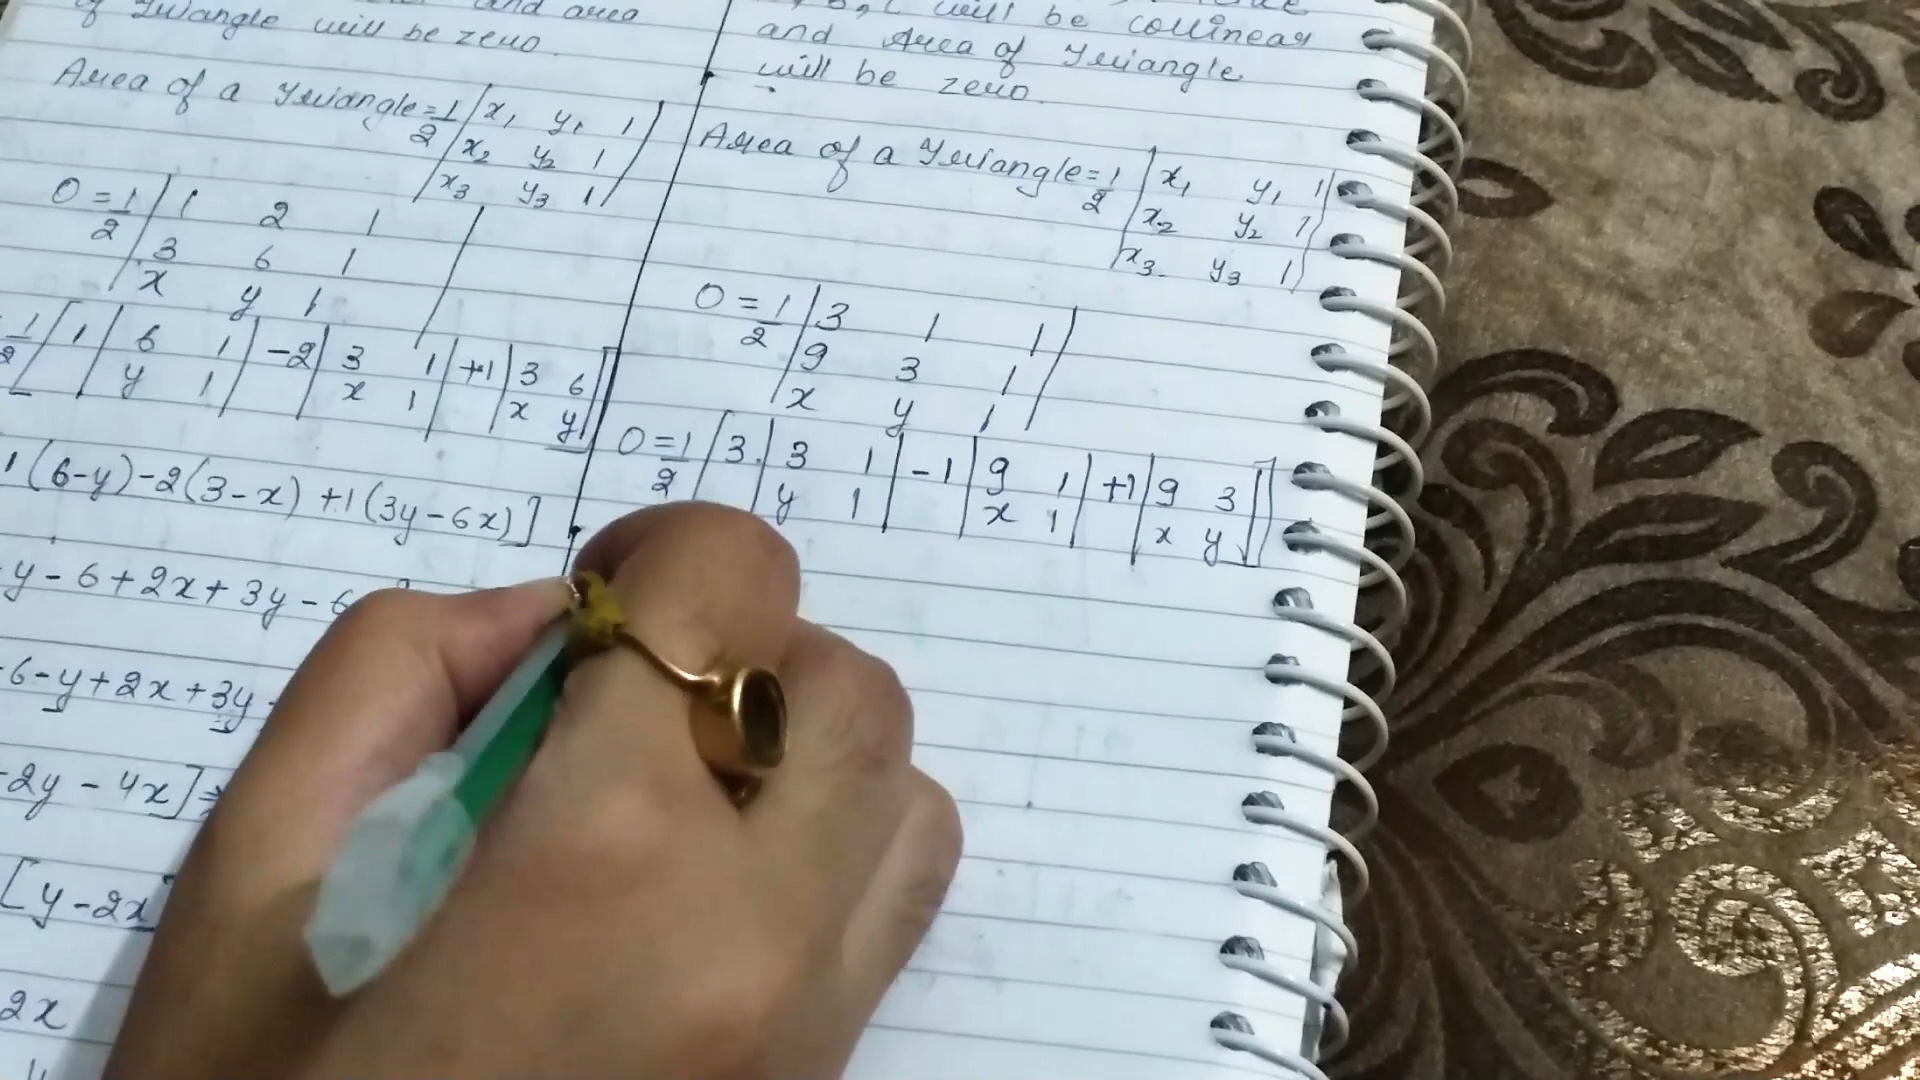 of Triangle will be zero.
Area of a Triangle = 1/2 | x₁ y₁ 1 |
| x₂ y₂ 1 |
| x₃ y₃ 1 |
0 = 1/2 | 1 2 1 |
| 3 6 1 |
| x y 1 |
1/2 [ 1 | 6 1 | -2 | 3 1 | +1 | 3 6 | ]
| y 1 | | x 1 | | x y |
1(6-y)-2(3-x)+1(3y-6x)]
y-6+2x+3y-6
6-y+2x+3y
-2y-4x]
[y-2x]
2x
will be collinear
and Area of Triangle
will be zero.
Area of a Triangle = 1/2 | x₁ y₁ 1 |
| x₂ y₂ 1 |
| x₃ y₃ 1 |
0 = 1/2 | 3 1 1 |
| 9 3 1 |
| x y 1 |
0 = 1/2 [ 3 | 3 1 | -1 | 9 1 | +1 | 9 3 | ]
| y 1 | | x 1 | | x y |